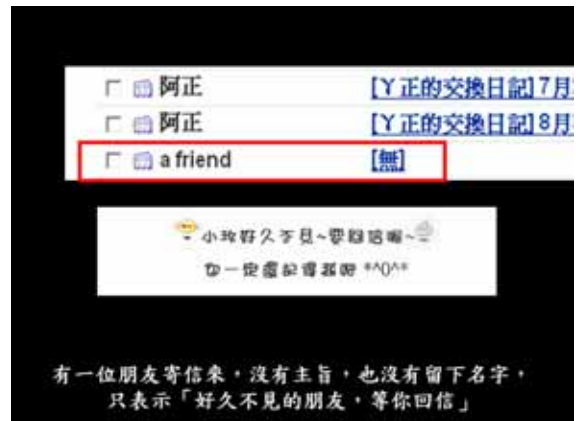 阿正 [ㄚ正的交換日記]7月
阿正 [ㄚ正的交換日記]8月
a friend [無]
小玫好久不見~要回信喔~
你一定還記得我吧 *^0^*
有一位朋友寄信來，沒有主旨，也沒有留下名字，
只表示「好久不見的朋友，等你回信」